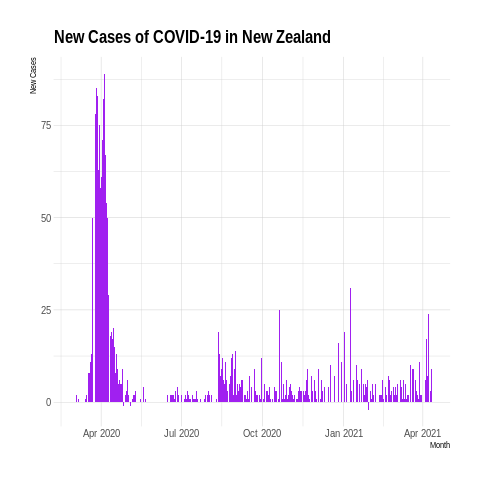 New Cases of COVID-19 in New Zealand
New Cases
75
50
25
0
Apr 2020 Jul 2020 Oct 2020 Jan 2021 Apr 2021
Month